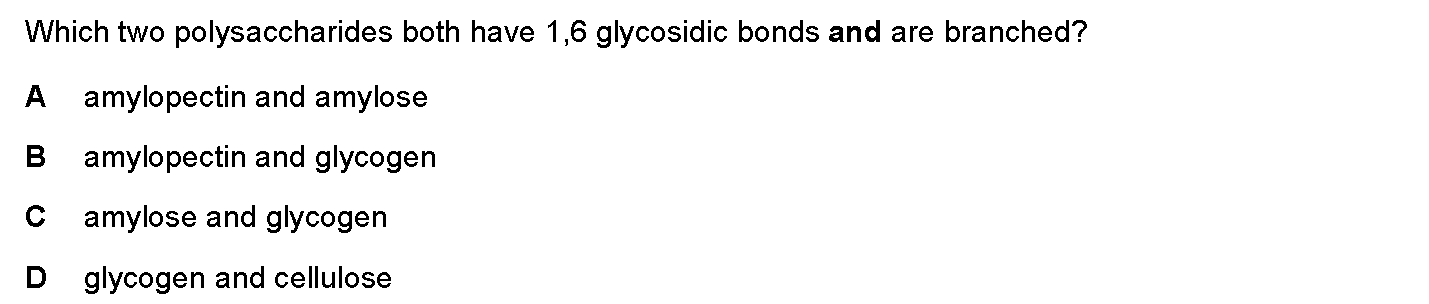 Which two polysaccharides both have 1,6 glycosidic bonds and are branched?
A amylopectin and amylose
B amylopectin and glycogen
C amylose and glycogen
D glycogen and cellulose